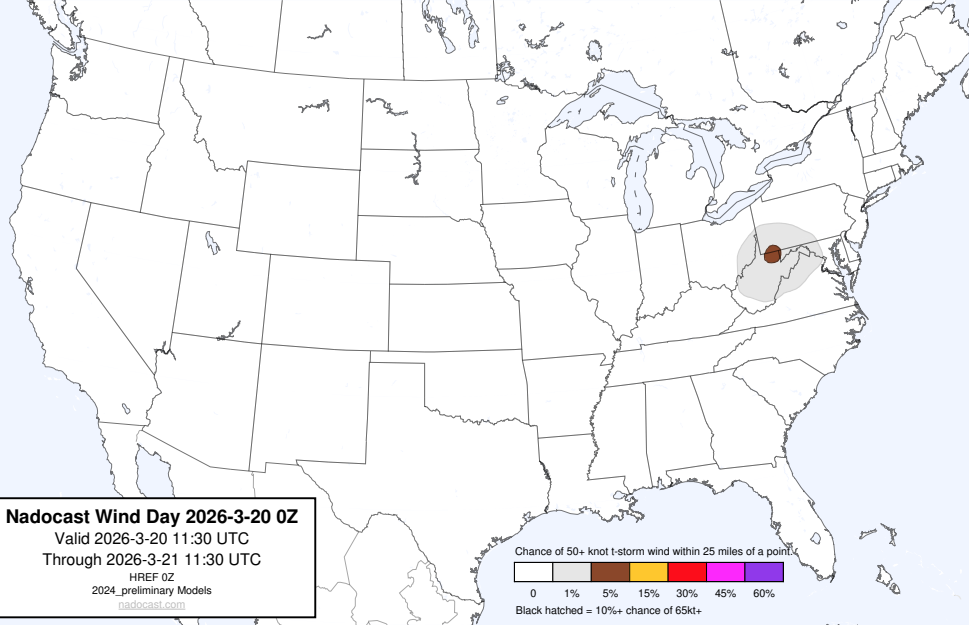 Nadocast Wind Day 2026-3-20 0Z
Valid 2026-3-20 11:30 UTC
Through 2026-3-21 11:30 UTC
HREF 0Z
2024_preliminary Models
nadocast.com
Chance of 50+ knot t-storm wind within 25 miles of a point.
0 1% 5% 15% 30% 45% 60%
Black hatched = 10%+ chance of 65kt+